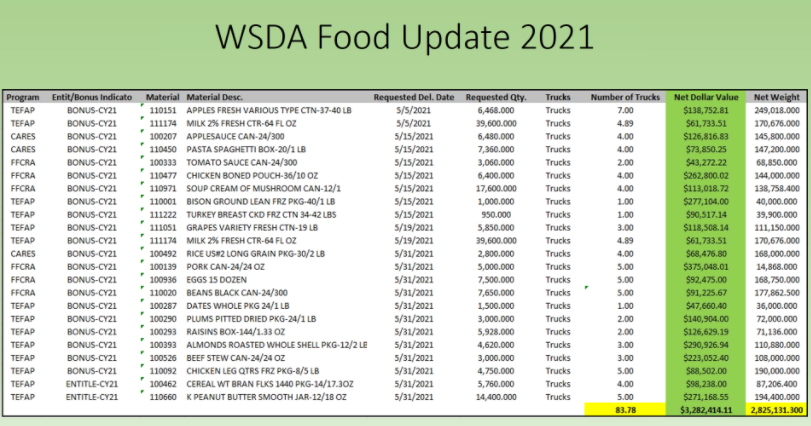 WSDA Food Update 2021
Program Entit/Bonus Indicato Material Material Desc. Requested Del. Date Requested Qty. Trucks Number of Trucks Net Dollar Value Net Weight
TEFAP BONUS-CY21 110151 APPLES FRESH VARIOUS TYPE CTN-37-40 LB 5/5/2021 6,468.000 Trucks 7.00 $138,752.81 249,018.000
TEFAP BONUS-CY21 111174 MILK 2% FRESH CTR-64 FL OZ 5/5/2021 39,600.000 Trucks 4.89 $61,733.51 170,676.000
CARES BONUS-CY21 100207 APPLESAUCE CAN-24/300 5/15/2021 6,480.000 Trucks 4.00 $126,816.83 145,800.000
CARES BONUS-CY21 110450 PASTA SPAGHETTI BOX-20/1 LB 5/15/2021 7,360.000 Trucks 4.00 $73,850.25 147,200.000
FFCRA BONUS-CY21 100333 TOMATO SAUCE CAN-24/300 5/15/2021 3,060.000 Trucks 2.00 $43,272.22 68,850.000
FFCRA BONUS-CY21 110477 CHICKEN BONED POUCH-36/10 OZ 5/15/2021 6,400.000 Trucks 4.00 $262,800.02 144,000.000
FFCRA BONUS-CY21 110971 SOUP CREAM OF MUSHROOM CAN-12/1 5/15/2021 17,600.000 Trucks 4.00 $113,018.72 138,758.400
TEFAP BONUS-CY21 110001 BISON GROUND LEAN FRZ PKG-40/1 LB 5/15/2021 1,000.000 Trucks 1.00 $277,104.00 40,000.000
TEFAP BONUS-CY21 111222 TURKEY BREAST CKD FRZ CTN 34-42 LBS 5/15/2021 950.000 Trucks 1.00 $90,517.14 39,900.000
TEFAP BONUS-CY21 111051 GRAPES VARIETY FRESH CTN-19 LB 5/19/2021 5,850.000 Trucks 3.00 $118,508.14 111,150.000
TEFAP BONUS-CY21 111174 MILK 2% FRESH CTR-64 FL OZ 5/19/2021 39,600.000 Trucks 4.89 $61,733.51 170,676.000
CARES BONUS-CY21 100492 RICE US#2 LONG GRAIN PKG-30/2 LB 5/31/2021 2,800.000 Trucks 4.00 $68,476.80 168,000.000
FFCRA BONUS-CY21 100139 PORK CAN-24/24 OZ 5/31/2021 5,000.000 Trucks 5.00 $375,048.01 14,868.000
FFCRA BONUS-CY21 100936 EGGS 15 DOZEN 5/31/2021 7,500.000 Trucks 5.00 $92,475.00 168,750.000
FFCRA BONUS-CY21 110020 BEANS BLACK CAN-24/300 5/31/2021 7,650.000 Trucks 5.00 $91,225.67 177,862.500
TEFAP BONUS-CY21 100287 DATES WHOLE PKG 24/1 LB 5/31/2021 1,500.000 Trucks 1.00 $47,660.40 36,000.000
TEFAP BONUS-CY21 100290 PLUMS PITTED DRIED PKG-24/1 LB 5/31/2021 3,000.000 Trucks 2.00 $140,904.00 72,000.000
TEFAP BONUS-CY21 100293 RAISINS BOX-144/1.33 OZ 5/31/2021 5,928.000 Trucks 2.00 $126,629.19 71,136.000
TEFAP BONUS-CY21 100393 ALMONDS ROASTED WHOLE SHELL PKG-12/2 LB 5/31/2021 4,620.000 Trucks 3.00 $290,926.94 110,880.000
TEFAP BONUS-CY21 100526 BEEF STEW CAN-24/24 OZ 5/31/2021 3,000.000 Trucks 3.00 $223,052.40 108,000.000
TEFAP BONUS-CY21 110092 CHICKEN LEG QTRS FRZ PKG-8/5 LB 5/31/2021 4,750.000 Trucks 5.00 $88,502.00 190,000.000
TEFAP ENTITLE-CY21 100462 CEREAL WT BRAN FLKS 1440 PKG-14/17.3OZ 5/31/2021 5,760.000 Trucks 4.00 $98,238.00 87,206.400
TEFAP ENTITLE-CY21 110660 K PEANUT BUTTER SMOOTH JAR-12/18 OZ 5/31/2021 14,400.000 Trucks 5.00 $271,168.55 194,400.000
83.78 $3,282,414.11 2,825,131.300